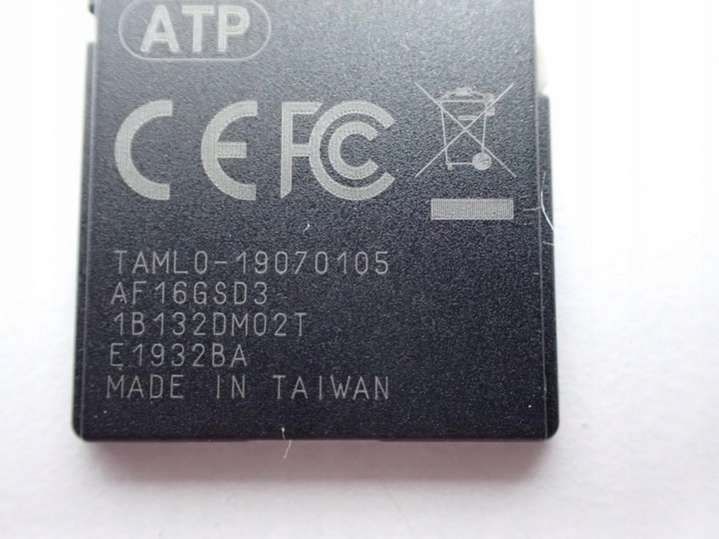 ATP
CE FC
TAML0-19070105
AF16GSD3
1B132DM02T
E1932BA
MADE IN TAIWAN